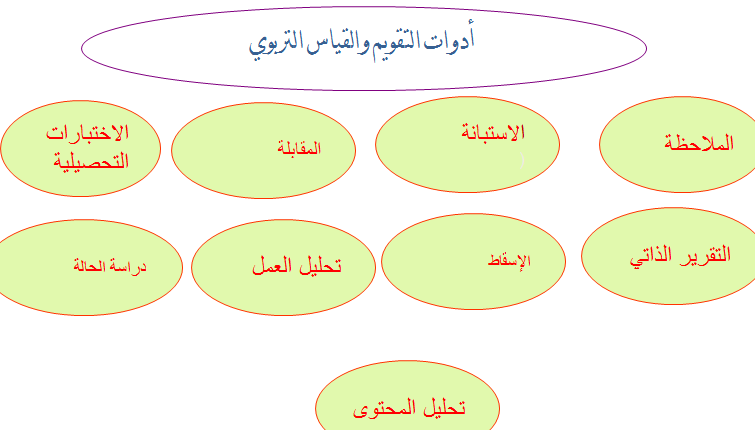 أدوات التقويم والقياس التربوي
الملاحظة
الاستبانة
المقابلة
الاختبارات
التحصيلية
التقرير الذاتي
الإسقاط
تحليل العمل
دراسة الحالة
تحليل المحتوى